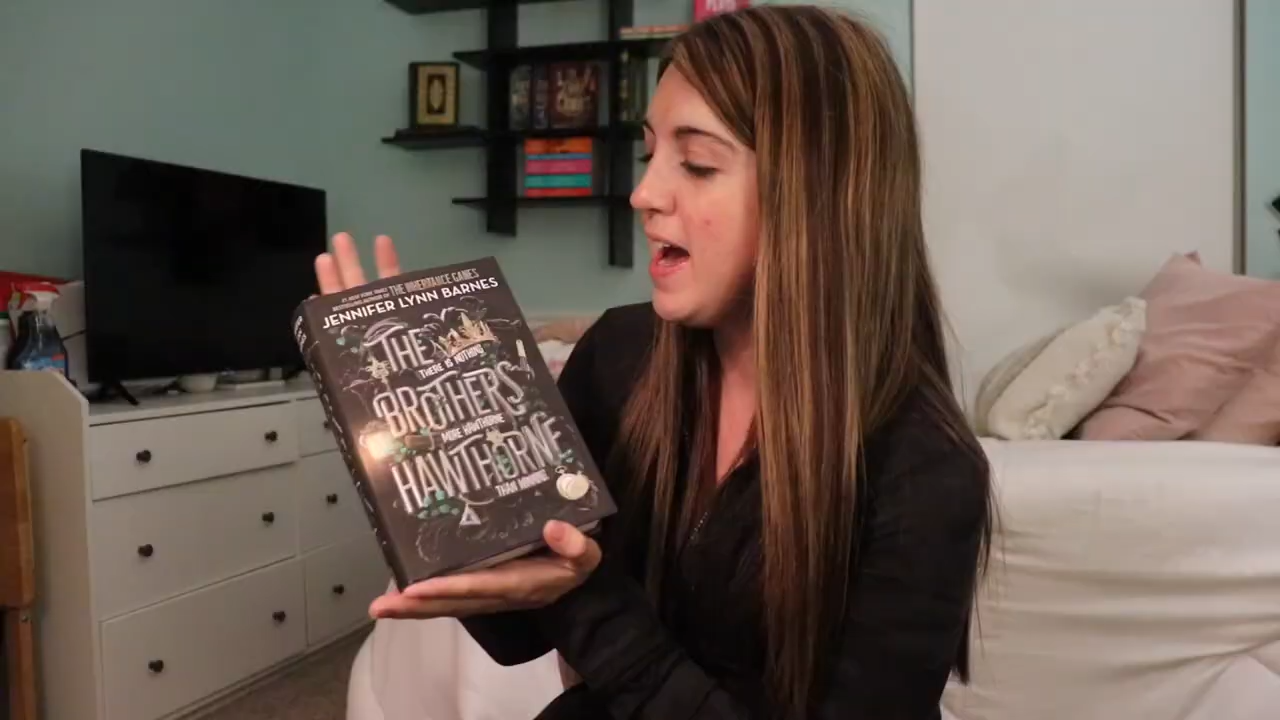 #1 NEW YORK TIMES
BESTSELLING AUTHOR OF THE INHERITANCE GAMES
JENNIFER LYNN BARNES
THE
THERE IS NOTHING
BROTHERS
MORE HAWTHORNE
HAWTHORNE
THAN WINNING